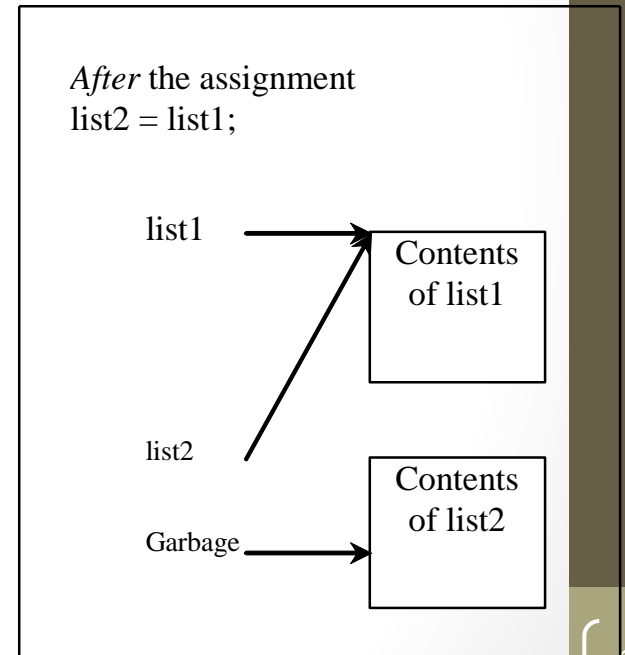 After the assignment
list2 = list1;
list1
Contents
of list1
list2
Contents
of list2
Garbage